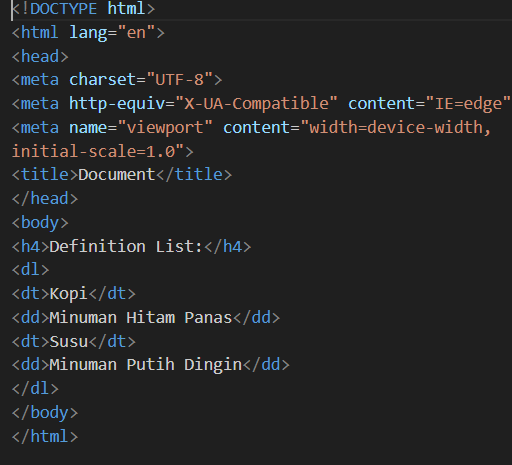 <!DOCTYPE html>
<html lang="en">
<head>
<meta charset="UTF-8">
<meta http-equiv="X-UA-Compatible" content="IE=edge"
<meta name="viewport" content="width=device-width,
initial-scale=1.0">
<title>Document</title>
</head>
<body>
<h4>Definition List:</h4>
<dl>
<dt>Kopi</dt>
<dd>Minuman Hitam Panas</dd>
<dt>Susu</dt>
<dd>Minuman Putih Dingin</dd>
</dl>
</body>
</html>